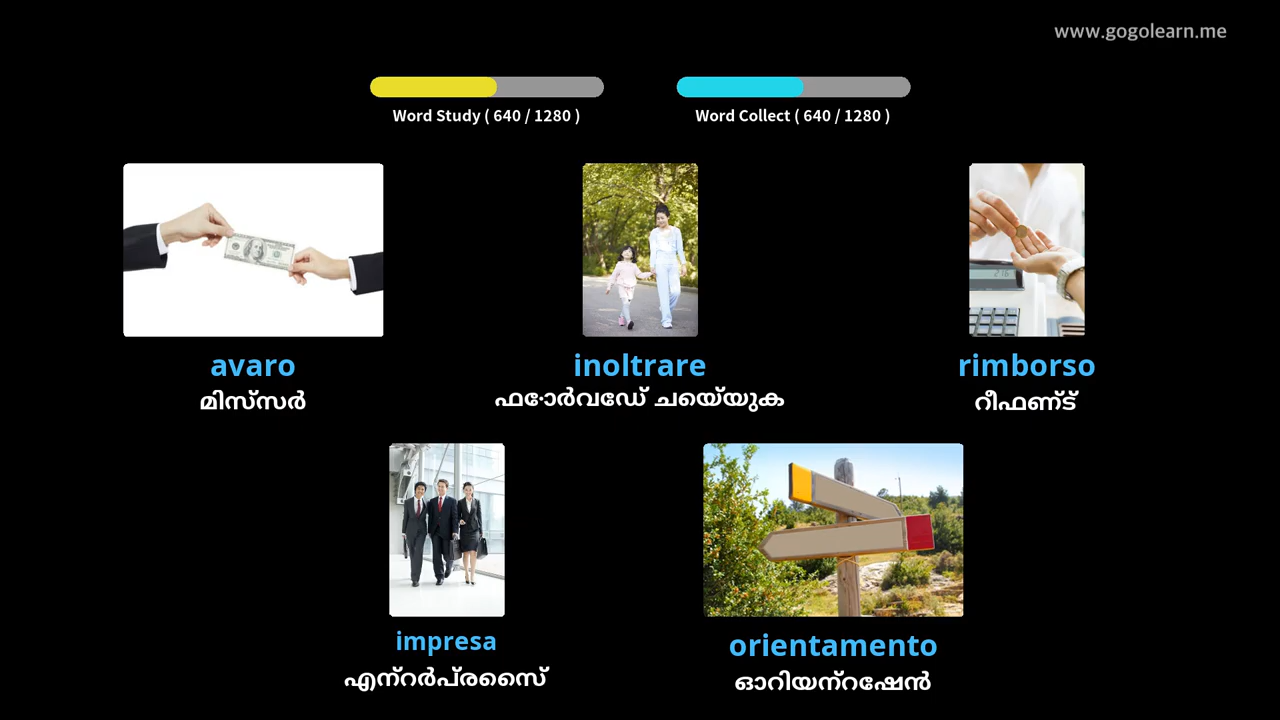 www.gogolearn.me
Word Study ( 640 / 1280 )
Word Collect ( 640 / 1280 )
avaro
മിസ്സർ
inoltrare
ഫോർവേഡ് ചെയ്യുക
rimborso
റീഫണ്ട്
impresa
എന്റർപ്രൈസ്
orientamento
ഓറിയന്റേഷൻ